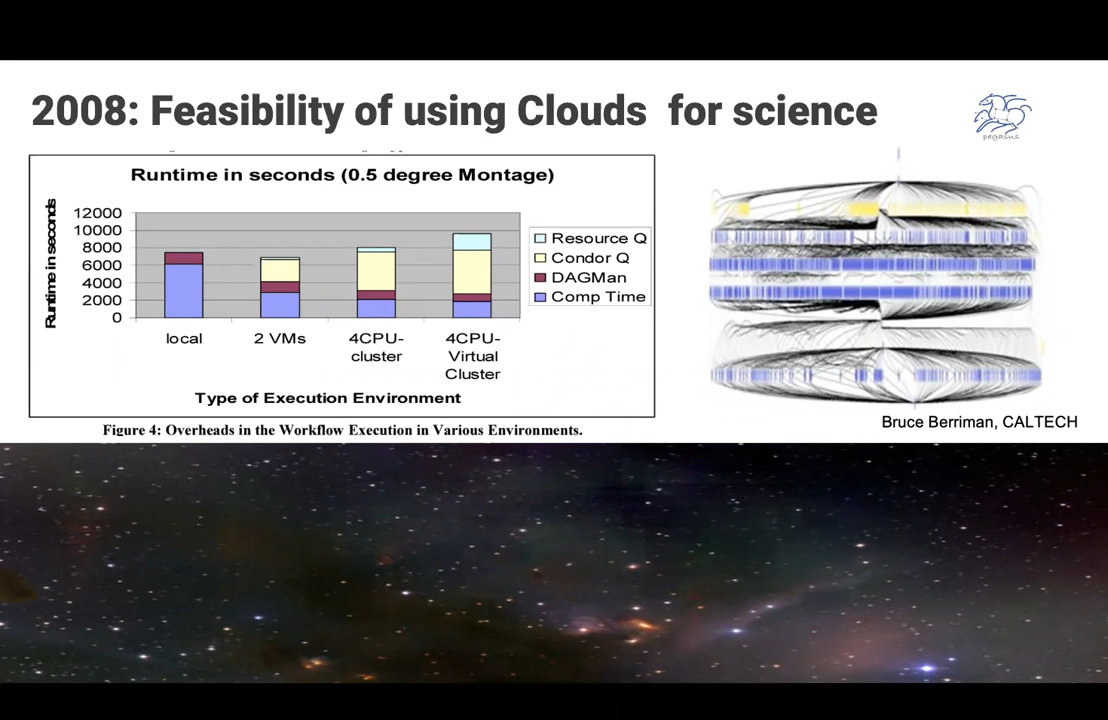 2008: Feasibility of using Clouds for science
pegasus
Runtime in seconds (0.5 degree Montage)
Runtime in seconds
12000
10000
8000
6000
4000
2000
0
local
2 VMs
4CPU-
cluster
4CPU-
Virtual
Cluster
Resource Q
Condor Q
DAGMan
Comp Time
Type of Execution Environment
Figure 4: Overheads in the Workflow Execution in Various Environments.
Bruce Berriman, CALTECH